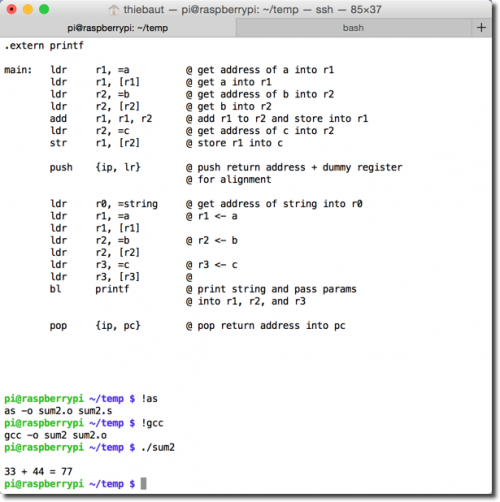 thiebaut — pi@raspberrypi: ~/temp — ssh — 85×37
pi@raspberrypi: ~/temp bash +
.extern printf
main: ldr r1, =a @ get address of a into r1
ldr r1, [r1] @ get a into r1
ldr r2, =b @ get address of b into r2
ldr r2, [r2] @ get b into r2
add r1, r1, r2 @ add r1 to r2 and store into r1
ldr r2, =c @ get address of c into r2
str r1, [r2] @ store r1 into c
push {ip, lr} @ push return address + dummy register
@ for alignment
ldr r0, =string @ get address of string into r0
ldr r1, =a @ r1 <- a
ldr r1, [r1]
ldr r2, =b @ r2 <- b
ldr r2, [r2]
ldr r3, =c @ r3 <- c
ldr r3, [r3] @
bl printf @ print string and pass params
@ into r1, r2, and r3
pop {ip, pc} @ pop return address into pc
pi@raspberrypi ~/temp $ !as
as -o sum2.o sum2.s
pi@raspberrypi ~/temp $ !gcc
gcc -o sum2 sum2.o
pi@raspberrypi ~/temp $ ./sum2
33 + 44 = 77
pi@raspberrypi ~/temp $